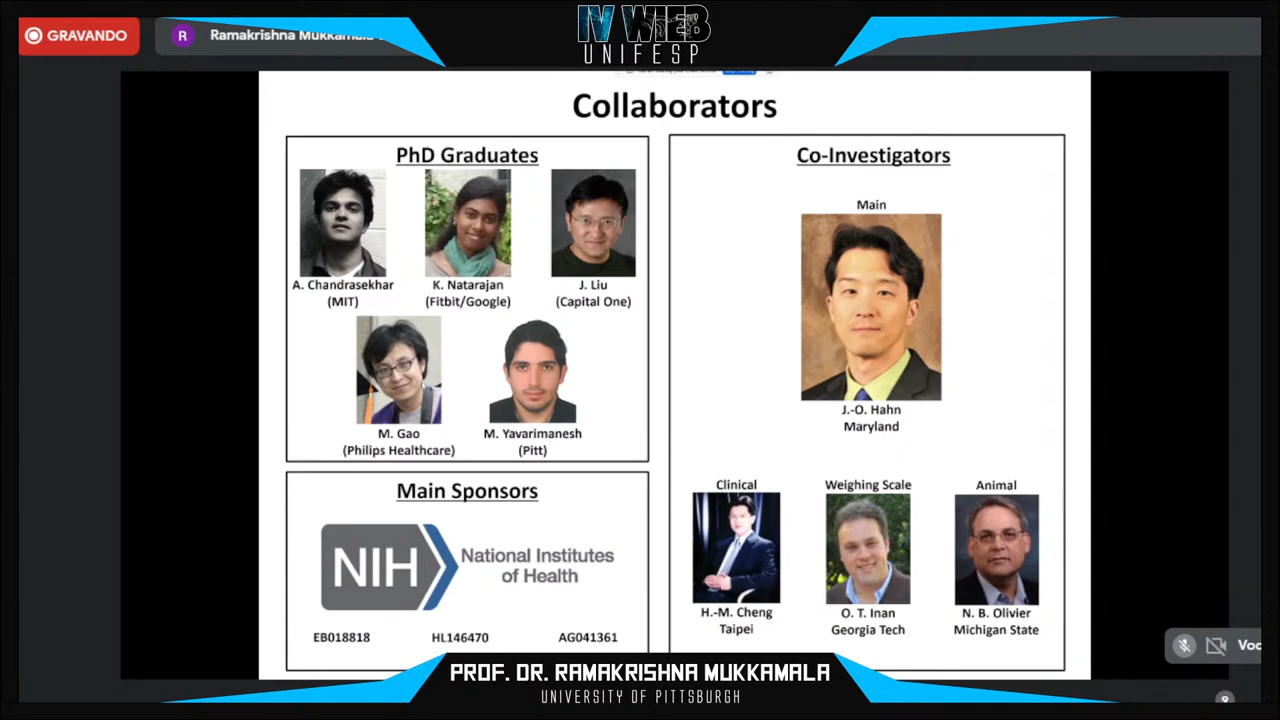 GRAVANDO
R
Ramakrishna Mukkamala
IV WEB
UNIFESP
Collaborators
PhD Graduates
A. Chandrasekhar
(MIT)
K. Natarajan
(Fitbit/Google)
J. Liu
(Capital One)
M. Gao
(Philips Healthcare)
M. Yavarimanesh
(Pitt)
Main Sponsors
NIH
National Institutes
of Health
EB018818
HL146470
AG041361
Co-Investigators
Main
J.-O. Hahn
Maryland
Clinical
H.-M. Cheng
Taipei
Weighing Scale
O. T. Inan
Georgia Tech
Animal
N. B. Olivier
Michigan State
PROF. DR. RAMAKRISHNA MUKKAMALA
UNIVERSITY OF PITTSBURGH